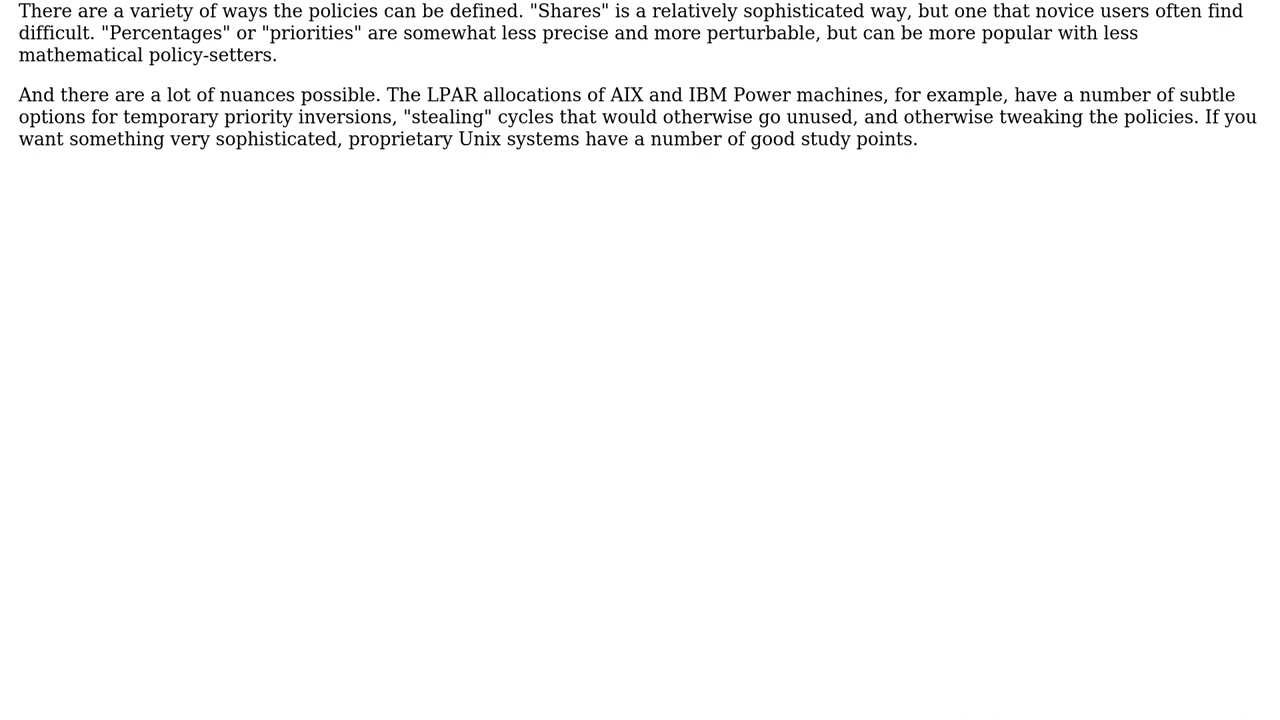 There are a variety of ways the policies can be defined. "Shares" is a relatively sophisticated way, but one that novice users often find
difficult. "Percentages" or "priorities" are somewhat less precise and more perturbable, but can be more popular with less
mathematical policy-setters.
And there are a lot of nuances possible. The LPAR allocations of AIX and IBM Power machines, for example, have a number of subtle
options for temporary priority inversions, "stealing" cycles that would otherwise go unused, and otherwise tweaking the policies. If you
want something very sophisticated, proprietary Unix systems have a number of good study points.